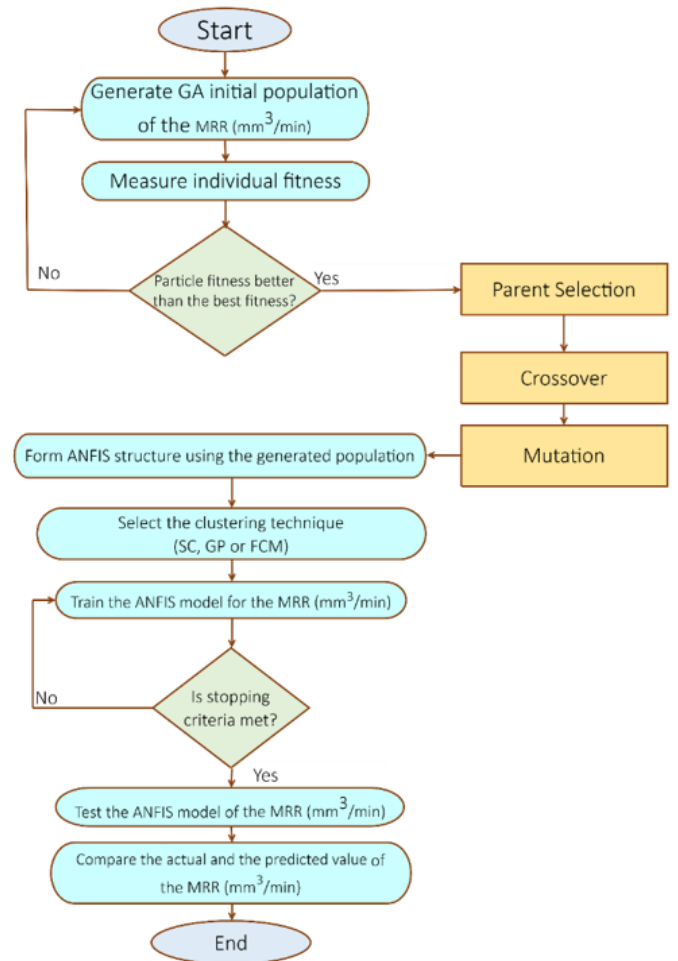 Start
Generate GA initial population
of the MRR (mm³/min)
Measure individual fitness
No
Particle fitness better
than the best fitness?
Yes
Parent Selection
Crossover
Mutation
Form ANFIS structure using the generated population
Select the clustering technique
(SC, GP or FCM)
Train the ANFIS model for the MRR (mm³/min)
No
Is stopping
criteria met?
Yes
Test the ANFIS model of the MRR (mm³/min)
Compare the actual and the predicted value of
the MRR (mm³/min)
End